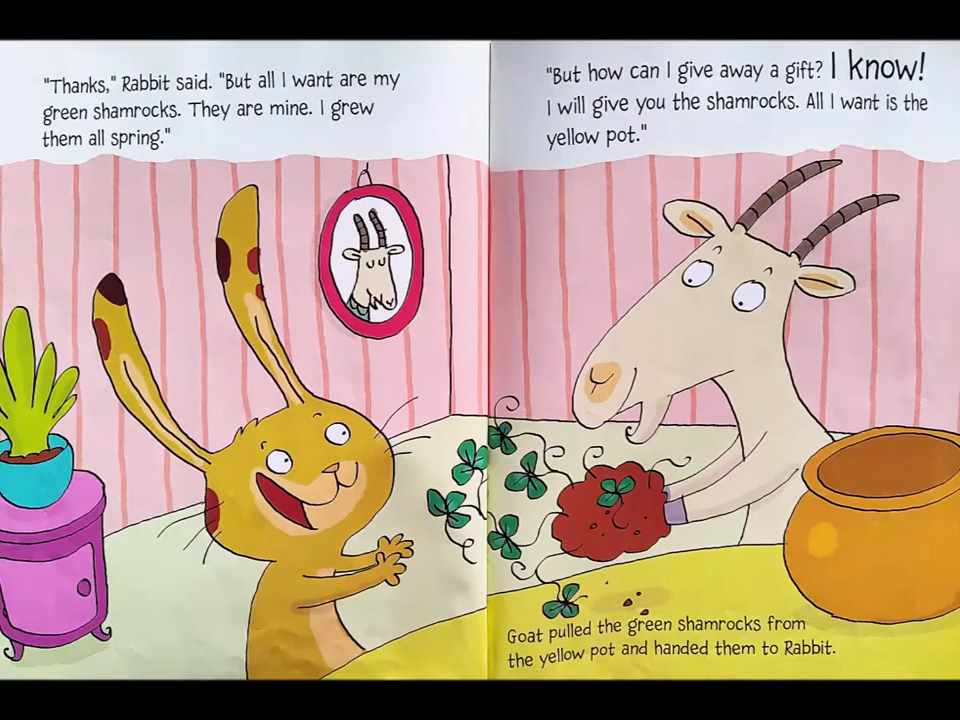 "Thanks," Rabbit said. "But all I want are my
green shamrocks. They are mine. I grew
them all spring."
"But how can I give away a gift? I know!
I will give you the shamrocks. All I want is the
yellow pot."
Goat pulled the green shamrocks from
the yellow pot and handed them to Rabbit.